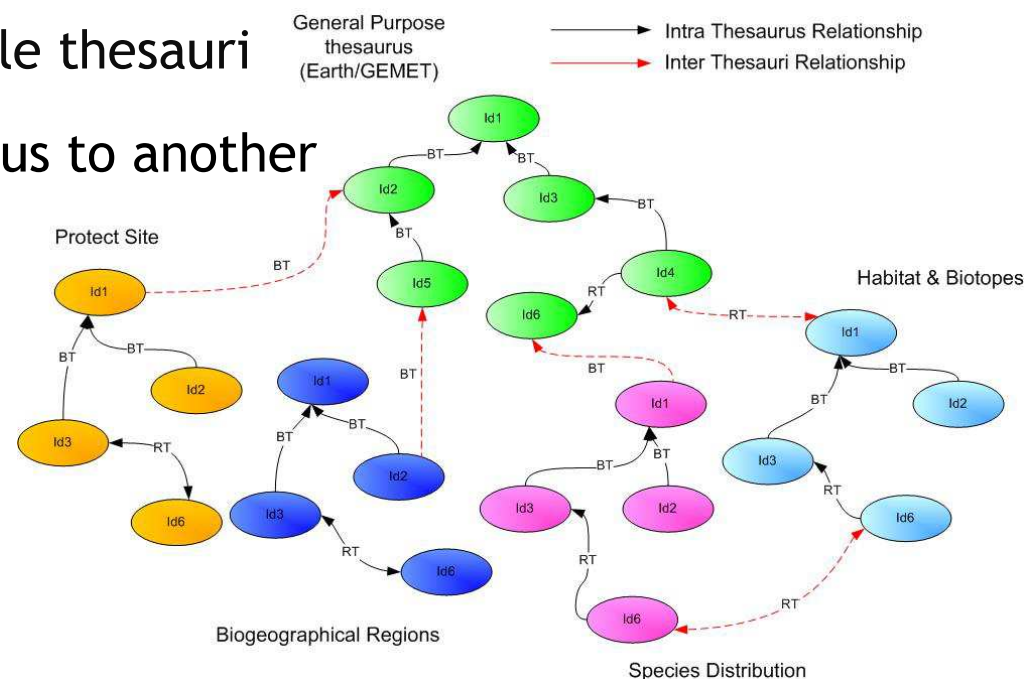 le thesauri
us to another
General Purpose
thesaurus
(Earth/GEMET)
Intra Thesaurus Relationship
Inter Thesauri Relationship
Id1
BT
BT
Id2
Id3
BT
BT
Id5
Id4
RT
Id6
Protect Site
Id1
BT
BT
BT
Id2
Id3
RT
Id6
Id1
BT
BT
BT
Id2
Id3
RT
Id6
Biogeographical Regions
BT
Id1
BT
BT
Id3
Id2
RT
Id6
Species Distribution
Habitat & Biotopes
RT
Id1
BT
BT
Id2
Id3
RT
Id6
RT